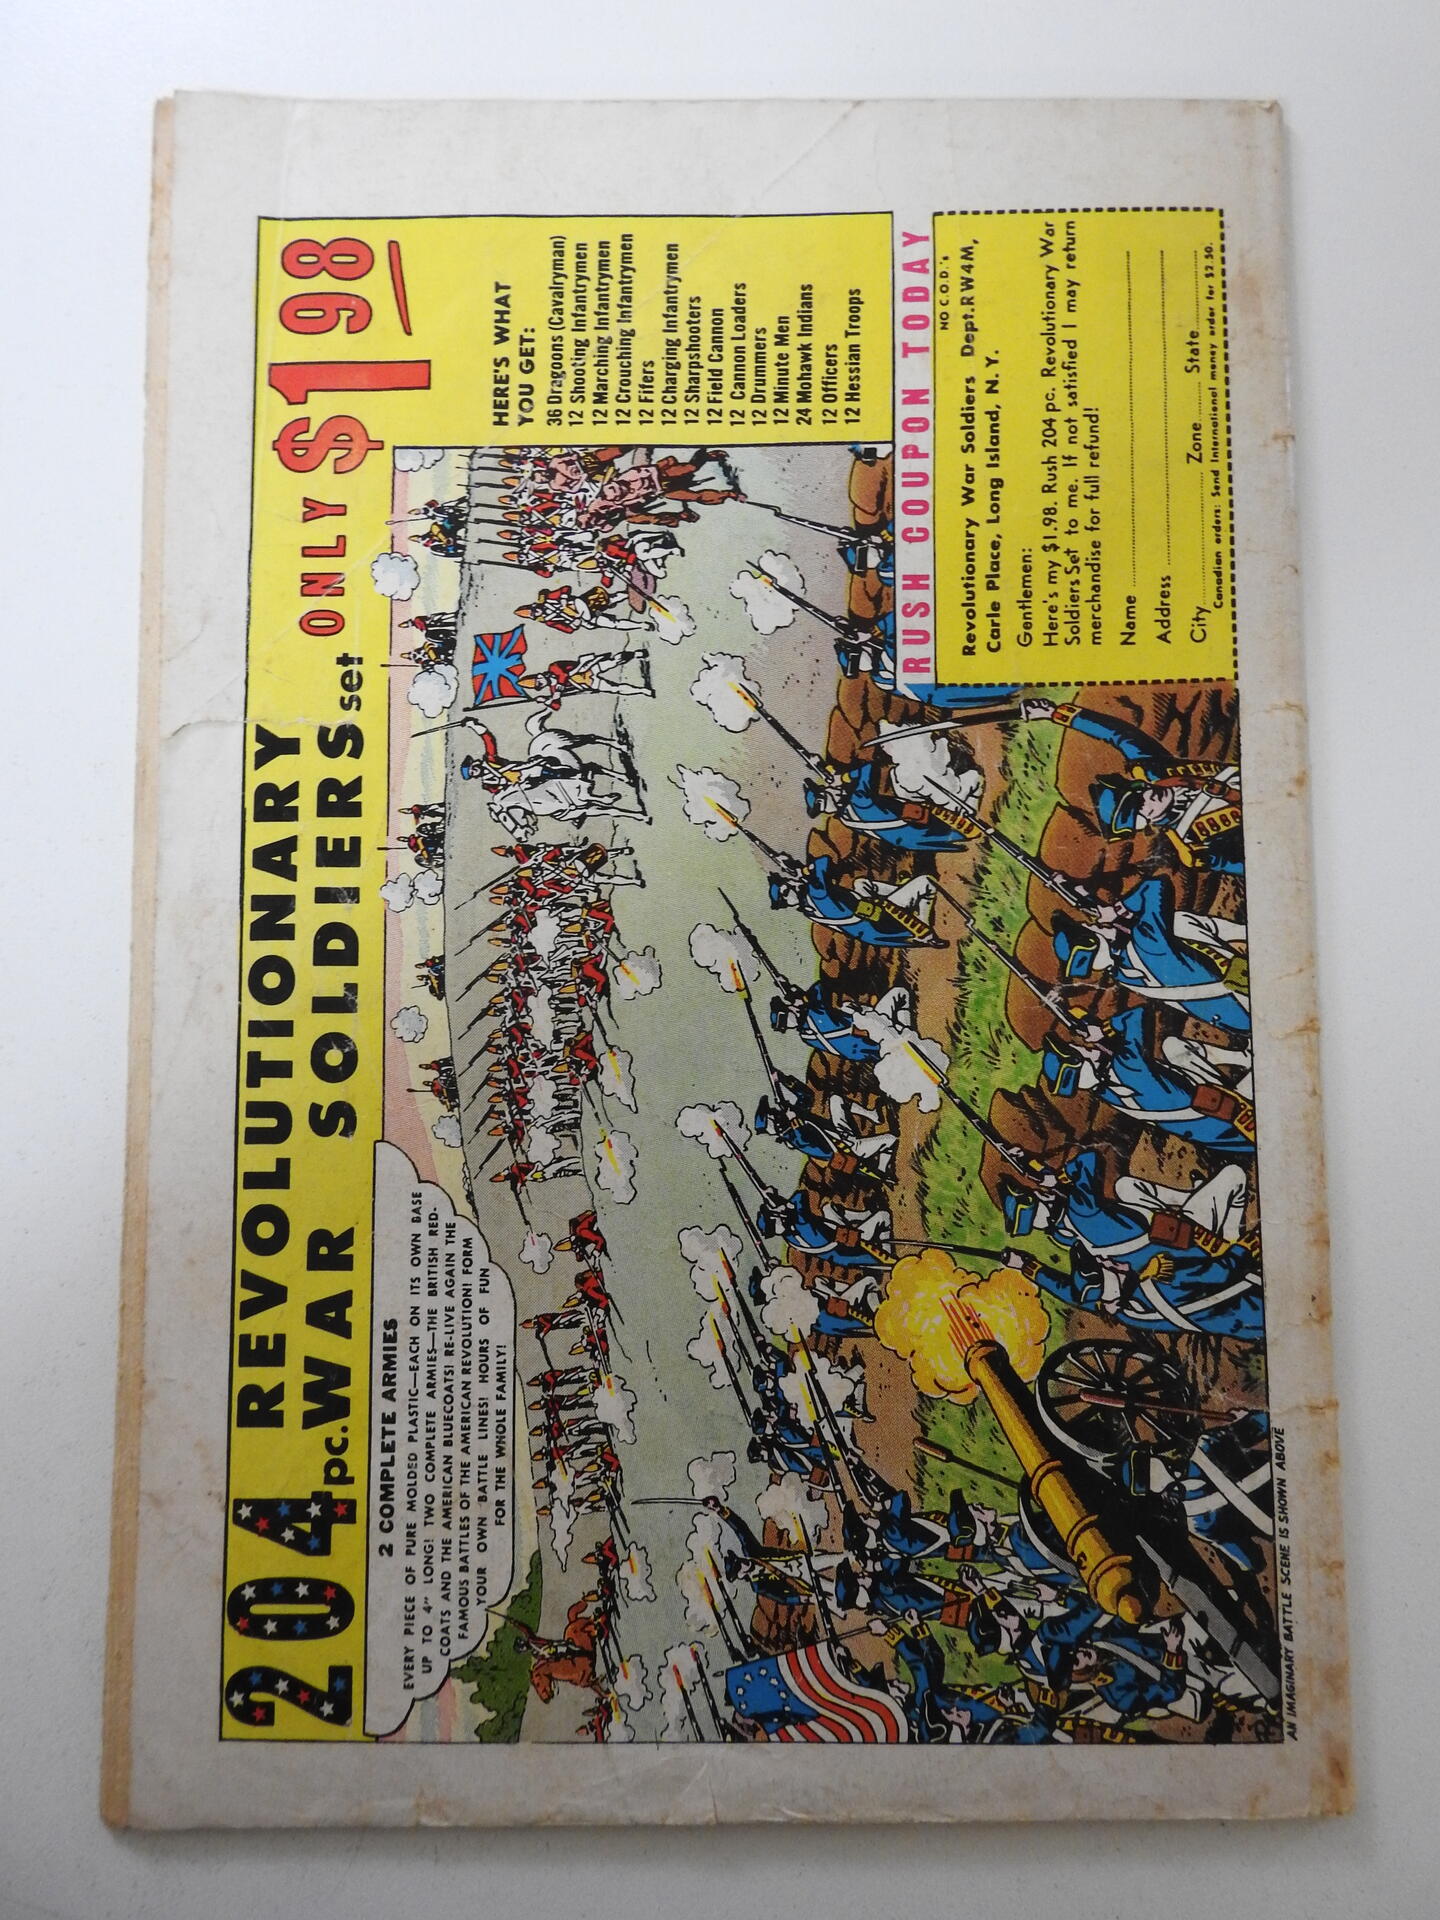 204 pc. REVOLUTIONARY
WAR SOLDIERS set ONLY $1 98
2 COMPLETE ARMIES
EVERY PIECE OF PURE MOLDED PLASTIC—EACH ON ITS OWN BASE
UP TO 4" LONG! TWO COMPLETE ARMIES—THE BRITISH RED-
COATS AND THE AMERICAN BLUECOATS! RE-LIVE AGAIN THE
FAMOUS BATTLES OF THE AMERICAN REVOLUTION! FORM
YOUR OWN BATTLE LINES! HOURS OF FUN
FOR THE WHOLE FAMILY!
HERE'S WHAT
YOU GET:
36 Dragoons (Cavalryman)
12 Shooting Infantrymen
12 Marching Infantrymen
12 Crouching Infantrymen
12 Fifers
12 Charging Infantrymen
12 Sharpshooters
12 Field Cannon
12 Cannon Loaders
12 Drummers
12 Minute Men
24 Mohawk Indians
12 Officers
12 Hessian Troops
RUSH COUPON TODAY
NO C.O.D.'s
Revolutionary War Soldiers Dept.RW4M,
Carle Place, Long Island, N. Y.
Gentlemen:
Here's my $1.98. Rush 204 pc. Revolutionary War
Soldiers Set to me. If not satisfied I may return
merchandise for full refund!
Name
Address
City Zone State
Canadian orders: Send International money order for $2.50.
AN IMAGINARY BATTLE SCENE IS SHOWN ABOVE